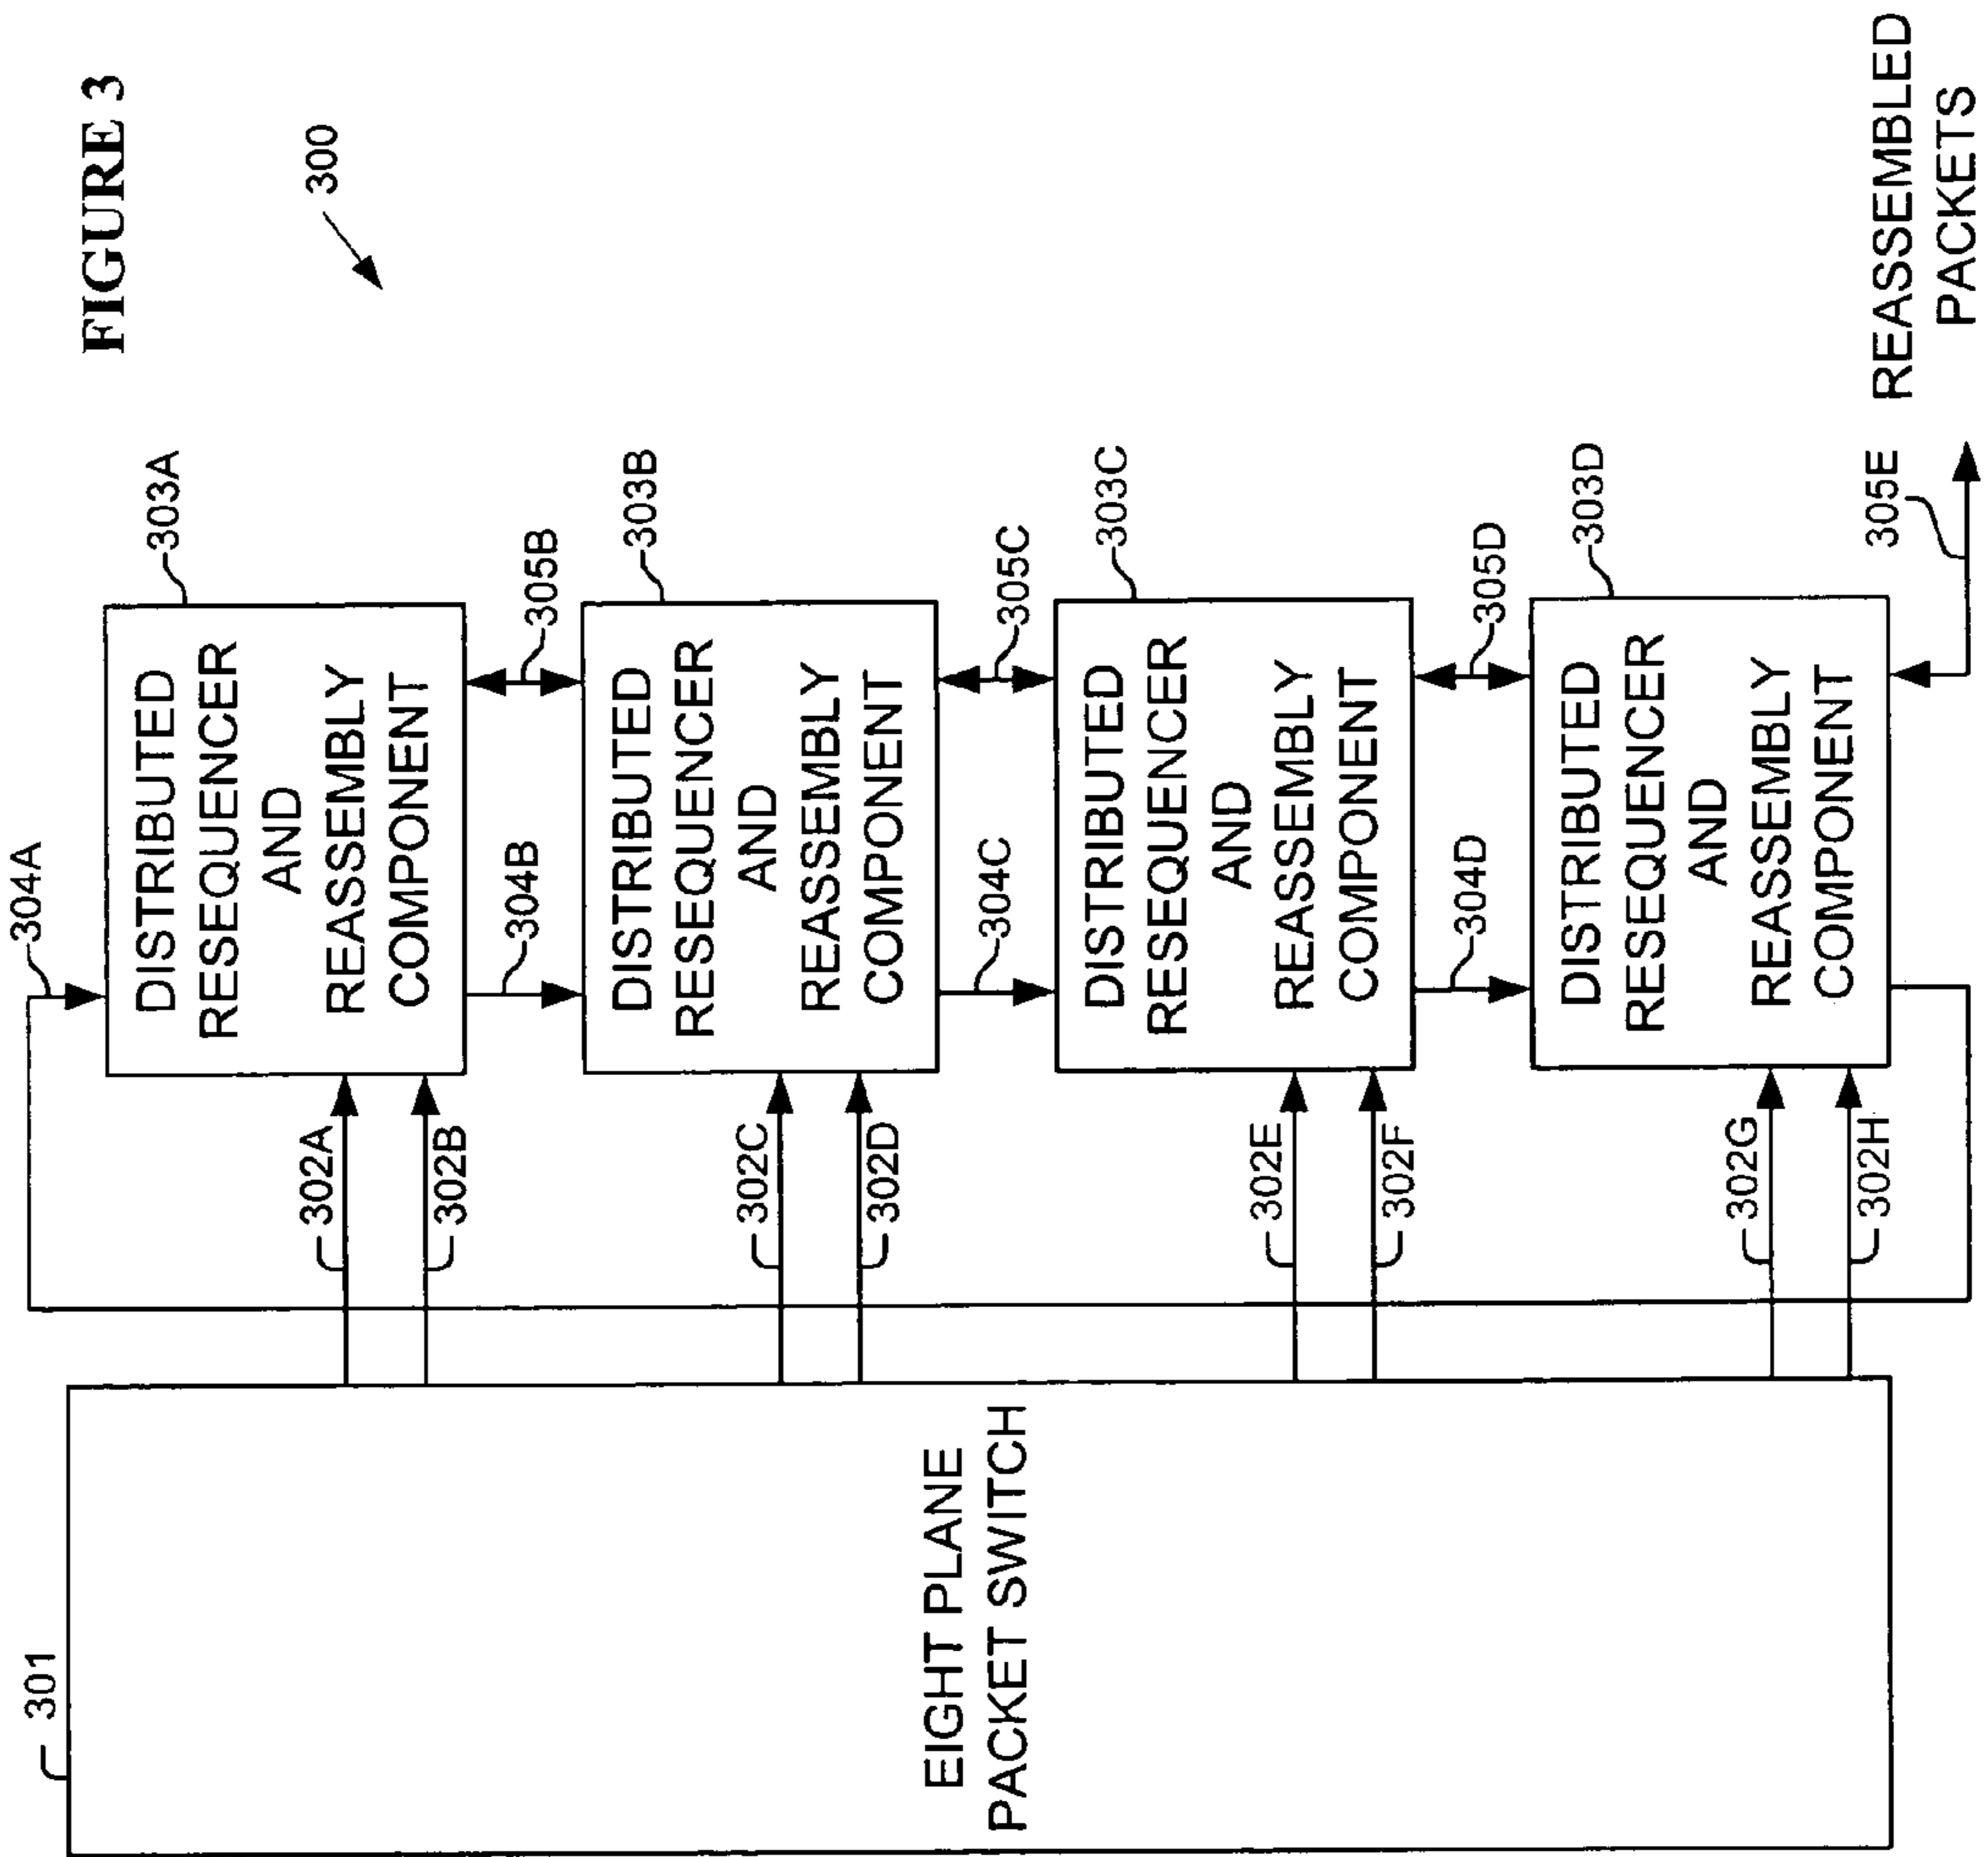 FIGURE 3
300
301
EIGHT PLANE
PACKET SWITCH
302A
302B
302C
302D
302E
302F
302G
302H
304A
303A
DISTRIBUTED
RESEQUENCER
AND
REASSEMBLY
COMPONENT
304B
305B
303B
DISTRIBUTED
RESEQUENCER
AND
REASSEMBLY
COMPONENT
304C
305C
303C
DISTRIBUTED
RESEQUENCER
AND
REASSEMBLY
COMPONENT
304D
305D
303D
DISTRIBUTED
RESEQUENCER
AND
REASSEMBLY
COMPONENT
305E
REASSEMBLED
PACKETS